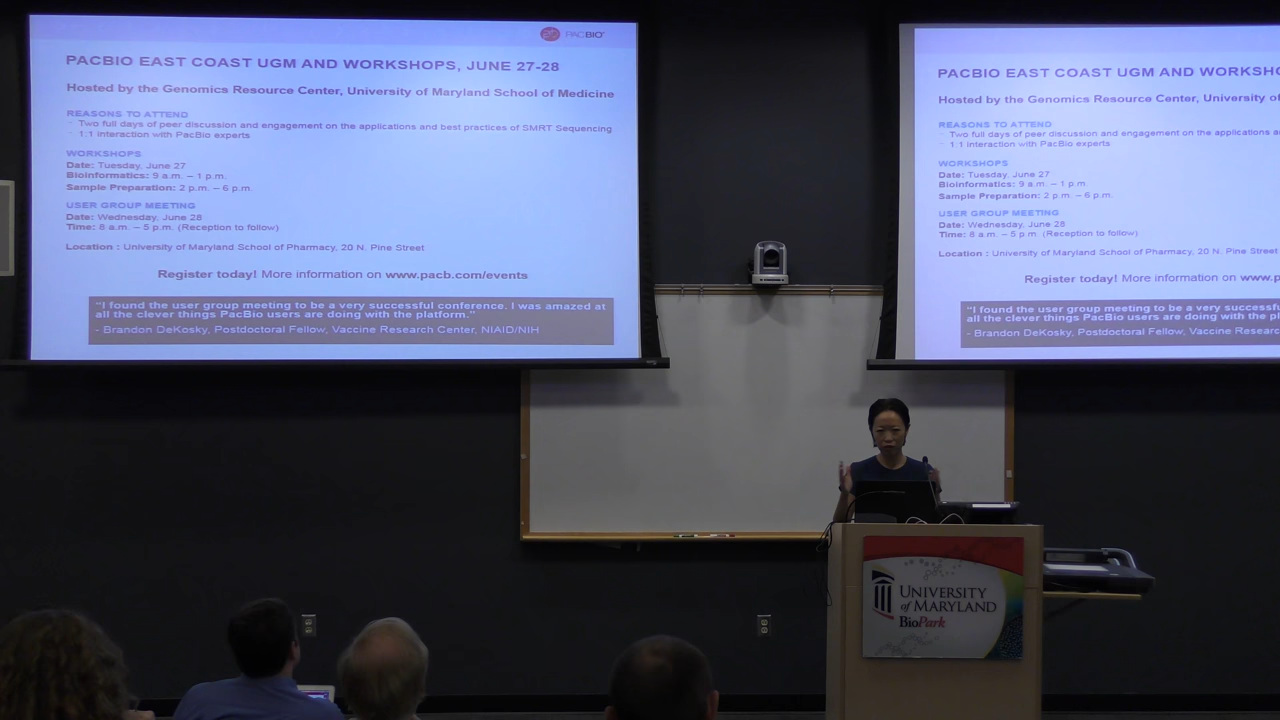 PACBIO®
PACBIO EAST COAST UGM AND WORKSHOPS, JUNE 27-28
Hosted by the Genomics Resource Center, University of Maryland School of Medicine
REASONS TO ATTEND
Two full days of peer discussion and engagement on the applications and best practices of SMRT Sequencing
1:1 interaction with PacBio experts
WORKSHOPS
Date: Tuesday, June 27
Bioinformatics: 9 a.m. – 1 p.m.
Sample Preparation: 2 p.m. – 6 p.m.
USER GROUP MEETING
Date: Wednesday, June 28
Time: 8 a.m. – 5 p.m. (Reception to follow)
Location : University of Maryland School of Pharmacy, 20 N. Pine Street
Register today! More information on www.pacb.com/events
"I found the user group meeting to be a very successful conference. I was amazed at
all the clever things PacBio users are doing with the platform."
- Brandon DeKosky, Postdoctoral Fellow, Vaccine Research Center, NIAID/NIH
PACBIO EAST COAST UGM AND WORKSHO
Hosted by the Genomics Resource Center, University o
REASONS TO ATTEND
Two full days of peer discussion and engagement on the applications a
1:1 interaction with PacBio experts
WORKSHOPS
Date: Tuesday, June 27
Bioinformatics: 9 a.m. – 1 p.m.
Sample Preparation: 2 p.m. – 6 p.m.
USER GROUP MEETING
Date: Wednesday, June 28
Time: 8 a.m. – 5 p.m. (Reception to follow)
Location : University of Maryland School of Pharmacy, 20 N. Pine Street
Register today! More information on www.p
"I found the user group meeting to be a very successf
all the clever things PacBio users are doing with the pl
- Brandon DeKosky, Postdoctoral Fellow, Vaccine Researc
UNIVERSITY
of MARYLAND
BioPark